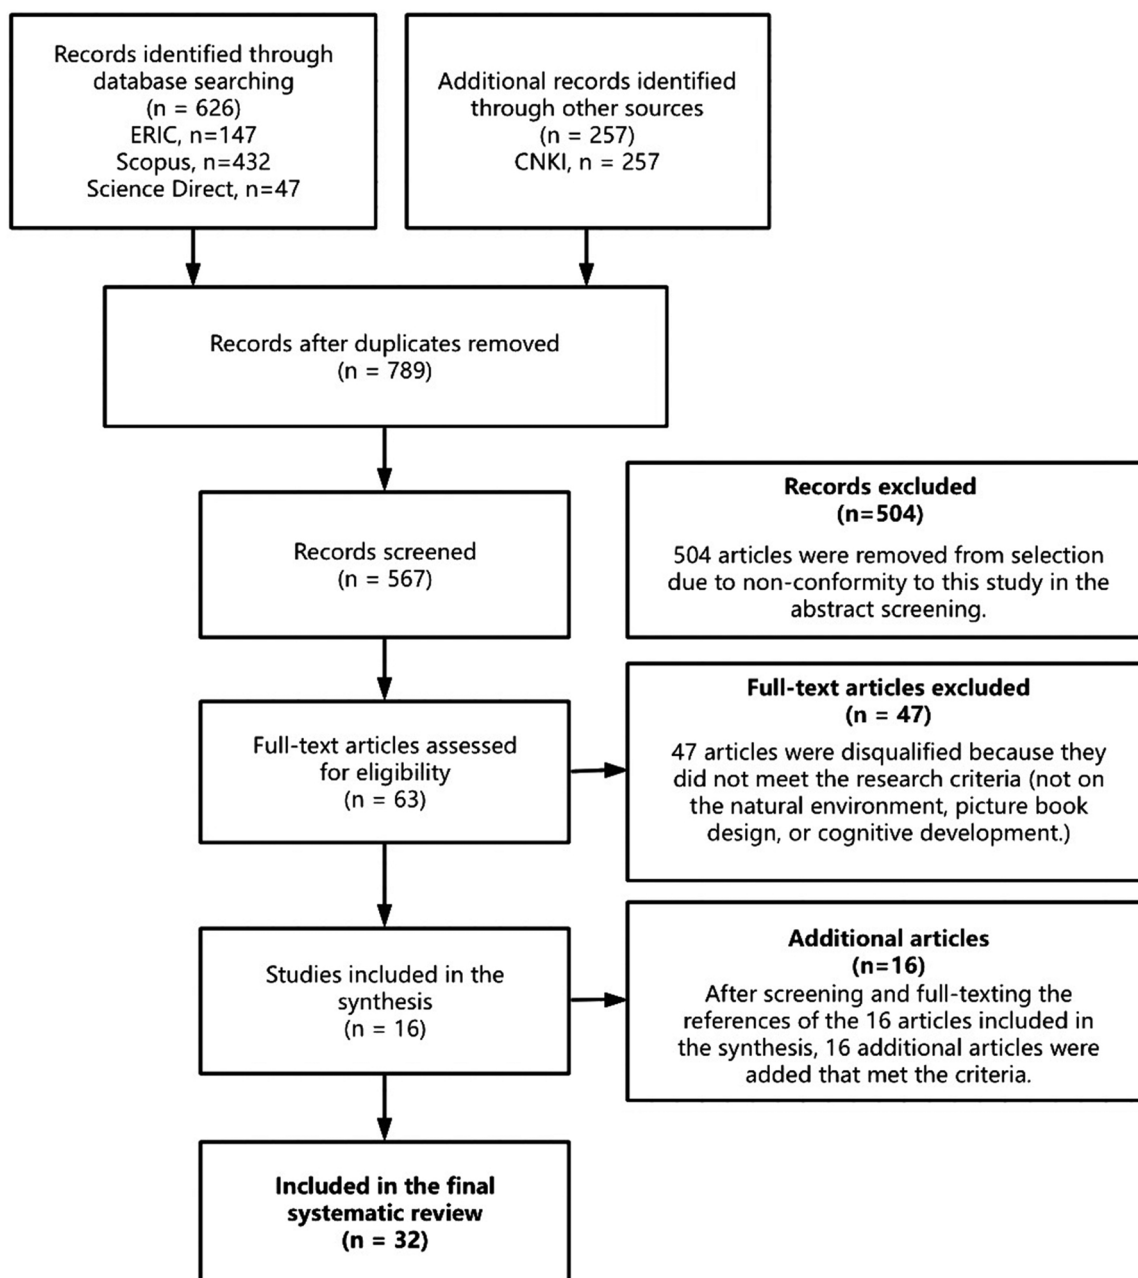 Records identified through
database searching
(n = 626)
ERIC, n=147
Scopus, n=432
Science Direct, n=47
Additional records identified
through other sources
(n = 257)
CNKI, n = 257
Records after duplicates removed
(n = 789)
Records screened
(n = 567)
Records excluded
(n=504)
504 articles were removed from selection
due to non-conformity to this study in the
abstract screening.
Full-text articles assessed
for eligibility
(n = 63)
Full-text articles excluded
(n = 47)
47 articles were disqualified because they
did not meet the research criteria (not on
the natural environment, picture book
design, or cognitive development.)
Studies included in the
synthesis
(n = 16)
Additional articles
(n=16)
After screening and full-texting the
references of the 16 articles included in
the synthesis, 16 additional articles were
added that met the criteria.
Included in the final
systematic review
(n = 32)